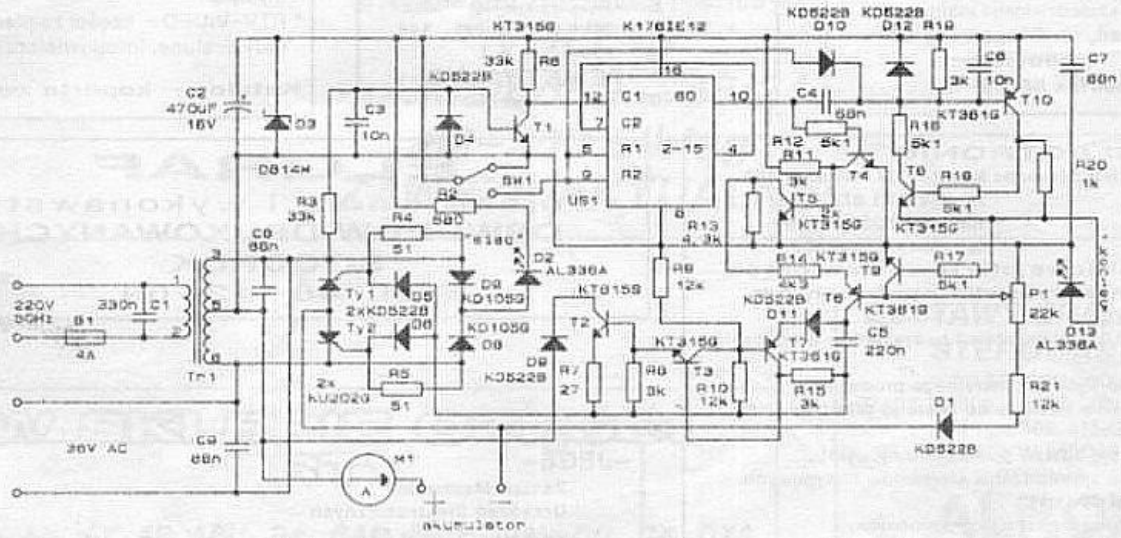 KT315G
K176IE12
KD522B
KD522B
D10
D12
R19
C6
C7
33k
R6
3k
10n
68n
KD522B
16
T10
C2
C3
12
C1
60
10
C4
68n
KT361G
470uF
16V
D3
10n
T1
7
C2
R12
5k1
R16
5k1
D4
5
R1
2-15
4
R11
T4
R20
SW1
9
R2
3k
T8
R18
1k
R2
US1
T5
5k1
R3
680
6
R13
KT315G
KT315G
33k
R4
4,3k
C8
51
D2
R14
KT315G
R17
AL336A
R9
T9
68n
D9
12k
4k3
5k1
P1
Ty1
D5
KD105G
KT815S
KD522B
T6
KT361G
22k
220V
50Hz
330n
C1
1
3
2xKD522B
T2
D11
D13
B1
5
Ty2
D6
KD105G
KT315G
T7
C5
AL336A
2
D8
D9
220n
4A
6
R5
R7
R8
T3
R10
KT361G
R21
Tr1
2x
KD522B
27
3k
12k
R15
D1
12k
KU202G
51
3k
C9
KD522B
36V AC
68n
M1
A
+
−
akumulator